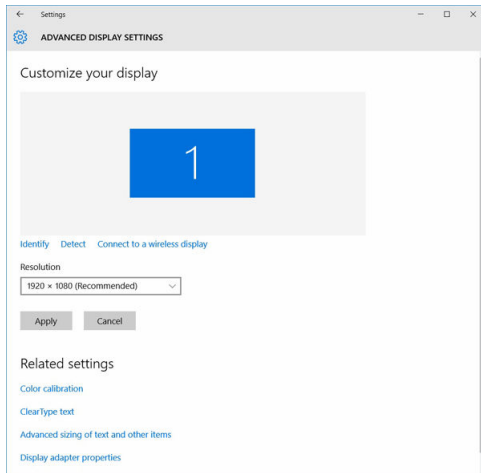 Settings
ADVANCED DISPLAY SETTINGS
Customize your display
1
Identify Detect Connect to a wireless display
Resolution
1920 × 1080 (Recommended)
Apply Cancel
Related settings
Color calibration
ClearType text
Advanced sizing of text and other items
Display adapter properties